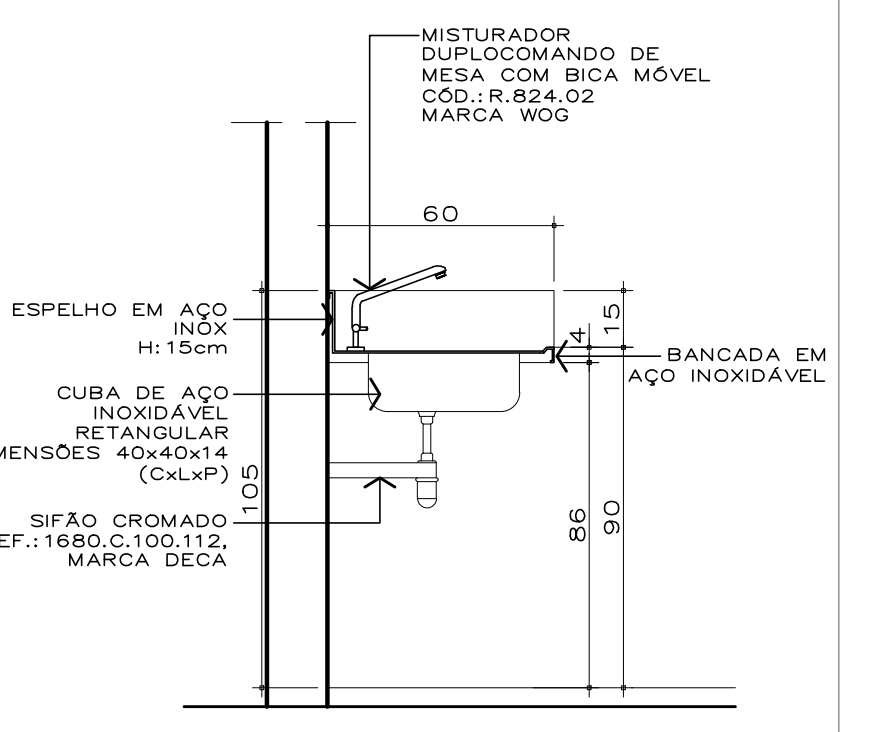 MISTURADOR
DUPLOCOMANDO DE
MESA COM BICA MÓVEL
CÓD.:R.824.02
MARCA WOG
60
ESPELHO EM AÇO
INOX
H:15cm
15
4
BANCADA EM
AÇO INOXIDÁVEL
CUBA DE AÇO
INOXIDÁVEL
RETANGULAR
MENSÕES 40x40x14
(CxLxP)
105
SIFÃO CROMADO
EF.:1680.C.100.112,
MARCA DECA
86
90